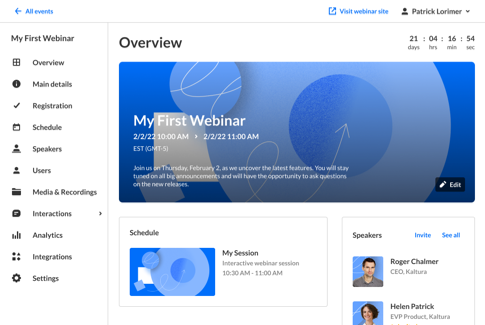 All events
Visit webinar site
Patrick Lorimer
My First Webinar
Overview
Main details
Registration
Schedule
Speakers
Users
Media & Recordings
Interactions
Analytics
Integrations
Settings
Overview
21 : 04 : 16 : 54
days hrs min sec
My First Webinar
2/2/22 10:00 AM > 2/2/22 11:00 AM
EST (GMT-5)
Join us on Thursday, February 2, as we uncover the latest features. You will stay
tuned on all big announcements and will have the opportunity to ask questions
on the new releases.
Edit
Schedule
My Session
Interactive webinar session
10:30 AM - 11:00 AM
Speakers
Invite
See all
Roger Chalmer
CEO, Kaltura
Helen Patrick
EVP Product, Kaltura